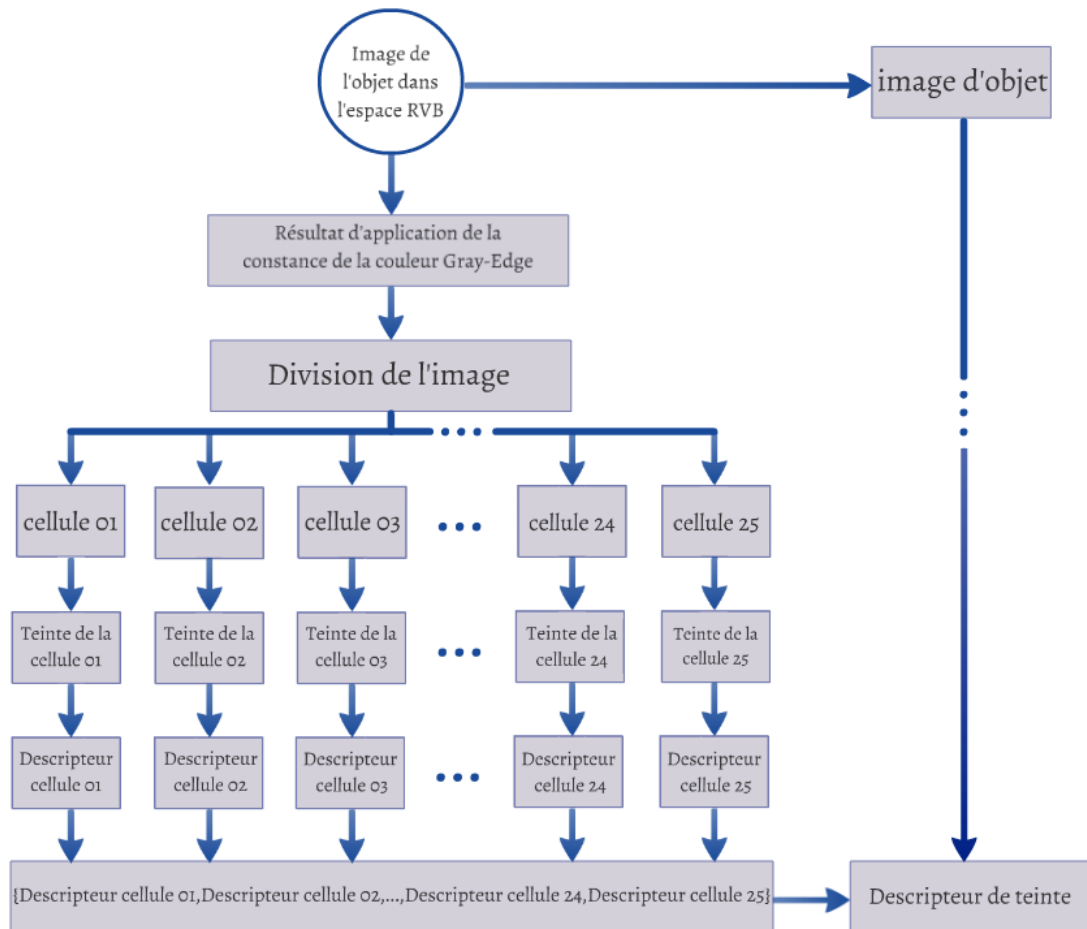 Image de
l'objet dans
l'espace RVB
image d'objet
Résultat d'application de la
constance de la couleur Gray-Edge
Division de l'image
cellule 01
cellule 02
cellule 03
cellule 24
cellule 25
Teinte de la
cellule 01
Teinte de la
cellule 02
Teinte de la
cellule 03
Teinte de la
cellule 24
Teinte de la
cellule 25
Descripteur
cellule 01
Descripteur
cellule 02
Descripteur
cellule 03
Descripteur
cellule 24
Descripteur
cellule 25
{Descripteur cellule 01,Descripteur cellule 02,...,Descripteur cellule 24,Descripteur cellule 25}
Descripteur de teinte